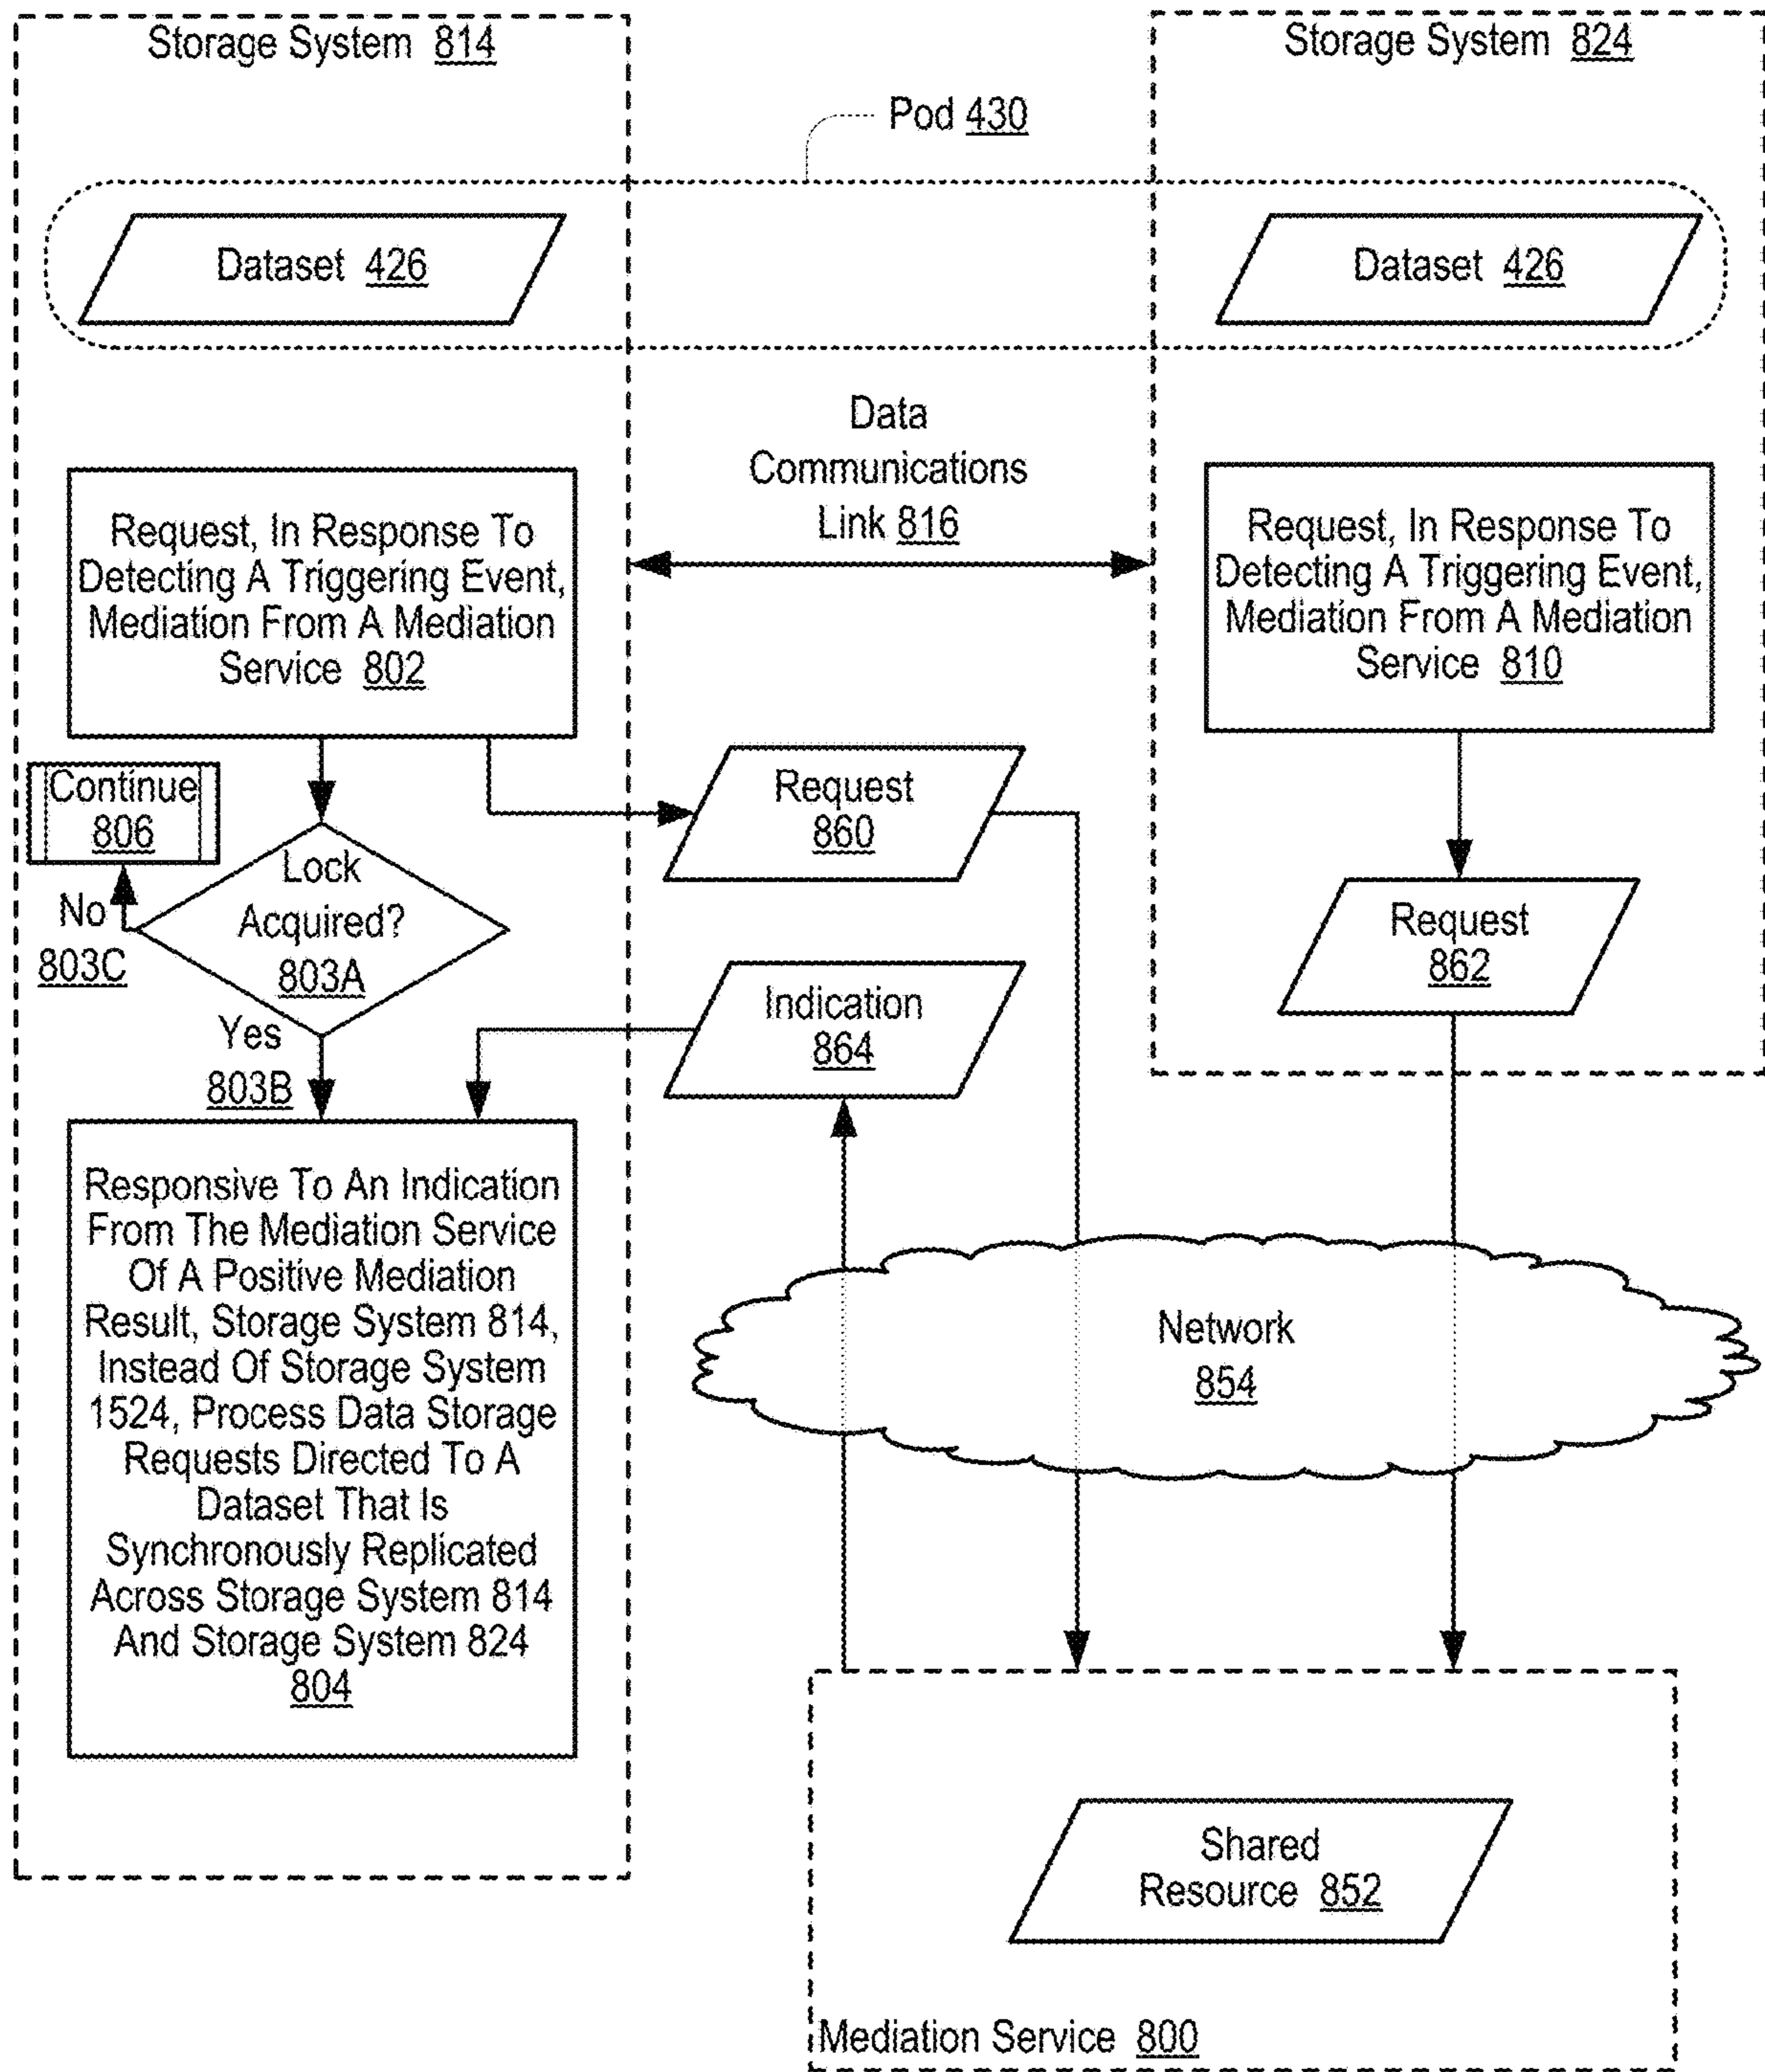 Storage System 814
Storage System 824
Pod 430
Dataset 426
Dataset 426
Data
Communications
Link 816
Request, In Response To
Detecting A Triggering Event,
Mediation From A Mediation
Service 802
Request, In Response To
Detecting A Triggering Event,
Mediation From A Mediation
Service 810
Continue
806
Request
860
Lock
Acquired?
803A
No
803C
Request
862
Indication
864
Yes
803B
Responsive To An Indication
From The Mediation Service
Of A Positive Mediation
Result, Storage System 814,
Instead Of Storage System
1524, Process Data Storage
Requests Directed To A
Dataset That Is
Synchronously Replicated
Across Storage System 814
And Storage System 824
804
Network
854
Shared
Resource 852
Mediation Service 800